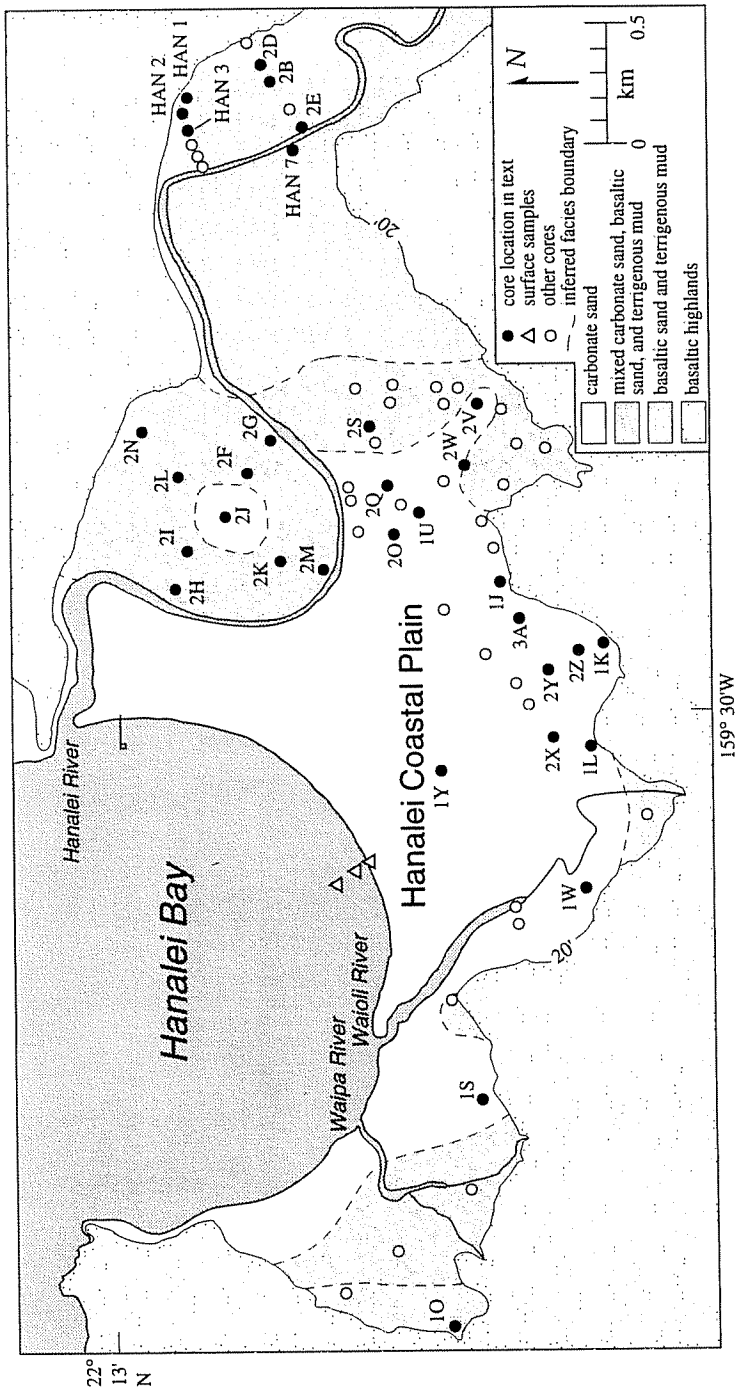 22°
13'
N
Hanalei River
Hanalei Bay
Waipa River
Waioli River
Hanalei Coastal Plain
HAN 2
HAN 1
HAN 3
2D
2B
2E
HAN 7
20'
2N
2L
2G
2F
2J
2I
2H
2K
2M
2S
2Q
2O
1U
2W
2V
1J
3A
2Y
2Z
1K
2X
1L
1Y
1W
20'
1S
1O
159° 30'W
N
0
0.5
km
core location in text
surface samples
other cores
inferred facies boundary
carbonate sand
mixed carbonate sand, basaltic
sand, and terrigenous mud
basaltic sand and terrigenous mud
basaltic highlands